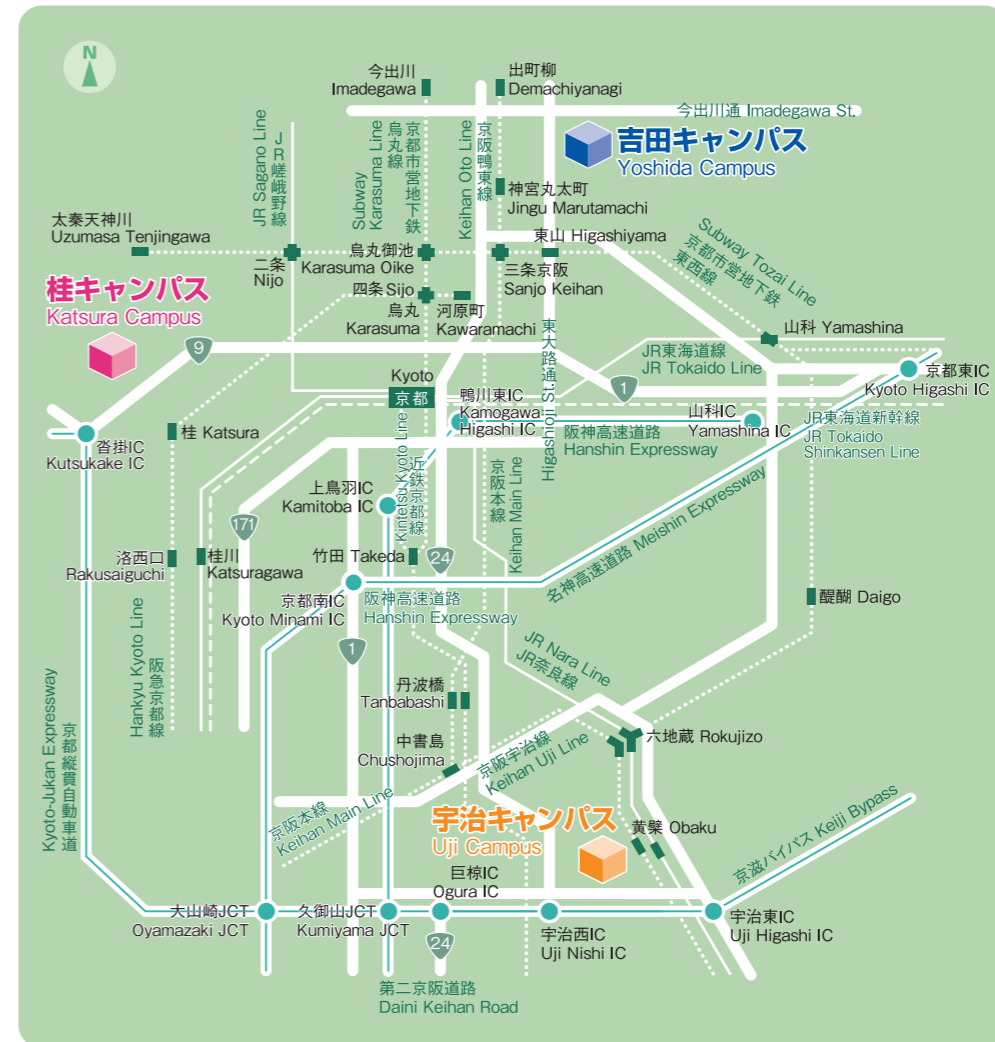 N
今出川
Imadegawa
出町柳
Demachiyanagi
今出川通 Imadegawa St.
吉田キャンパス
Yoshida Campus
JR Sagano Line
JR嵯峨野線
Subway
Karasuma Line
烏丸線
京都市営地下鉄
Keihan Oto Line
京阪鴨東線
神宮丸太町
Jingu Marutamachi
太秦天神川
Uzumasa Tenjingawa
二条
Nijo
烏丸御池
Karasuma Oike
東山 Higashiyama
三条京阪
Sanjo Keihan
Subway Tozai Line
京都市営地下鉄
東西線
四条 Sijo
烏丸
Karasuma
河原町
Kawaramachi
桂キャンパス
Katsura Campus
9
東大路通
Higashioji St.
山科 Yamashina
JR東海道線
JR Tokaido Line
1
京都東IC
Kyoto Higashi IC
Kyoto
京都
鴨川東IC
Kamogawa
Higashi IC
山科IC
Yamashina IC
阪神高速道路
Hanshin Expressway
JR東海道新幹線
JR Tokaido
Shinkansen Line
沓掛IC
Kutsukake IC
桂 Katsura
上鳥羽IC
Kamitoba IC
Kintetsu Kyoto Line
近鉄京都線
京阪本線
Keihan Main Line
名神高速道路 Meishin Expressway
171
洛西口
Rakusaiguchi
桂川
Katsuragawa
竹田 Takeda
24
京都南IC
Kyoto Minami IC
阪神高速道路
Hanshin Expressway
醍醐 Daigo
1
Hankyu Kyoto Line
阪急京都線
JR Nara Line
JR奈良線
丹波橋
Tanbabashi
中書島
Chushojima
六地蔵 Rokujizo
京阪宇治線
Keihan Uji Line
Kyoto-Jukan Expressway
京都縦貫自動車道
京阪本線
Keihan Main Line
宇治キャンパス
Uji Campus
黄檗 Obaku
京滋バイパス Keiji Bypass
巨椋IC
Ogura IC
大山崎JCT
Oyamazaki JCT
久御山JCT
Kumiyama JCT
24
宇治西IC
Uji Nishi IC
宇治東IC
Uji Higashi IC
第二京阪道路
Daini Keihan Road